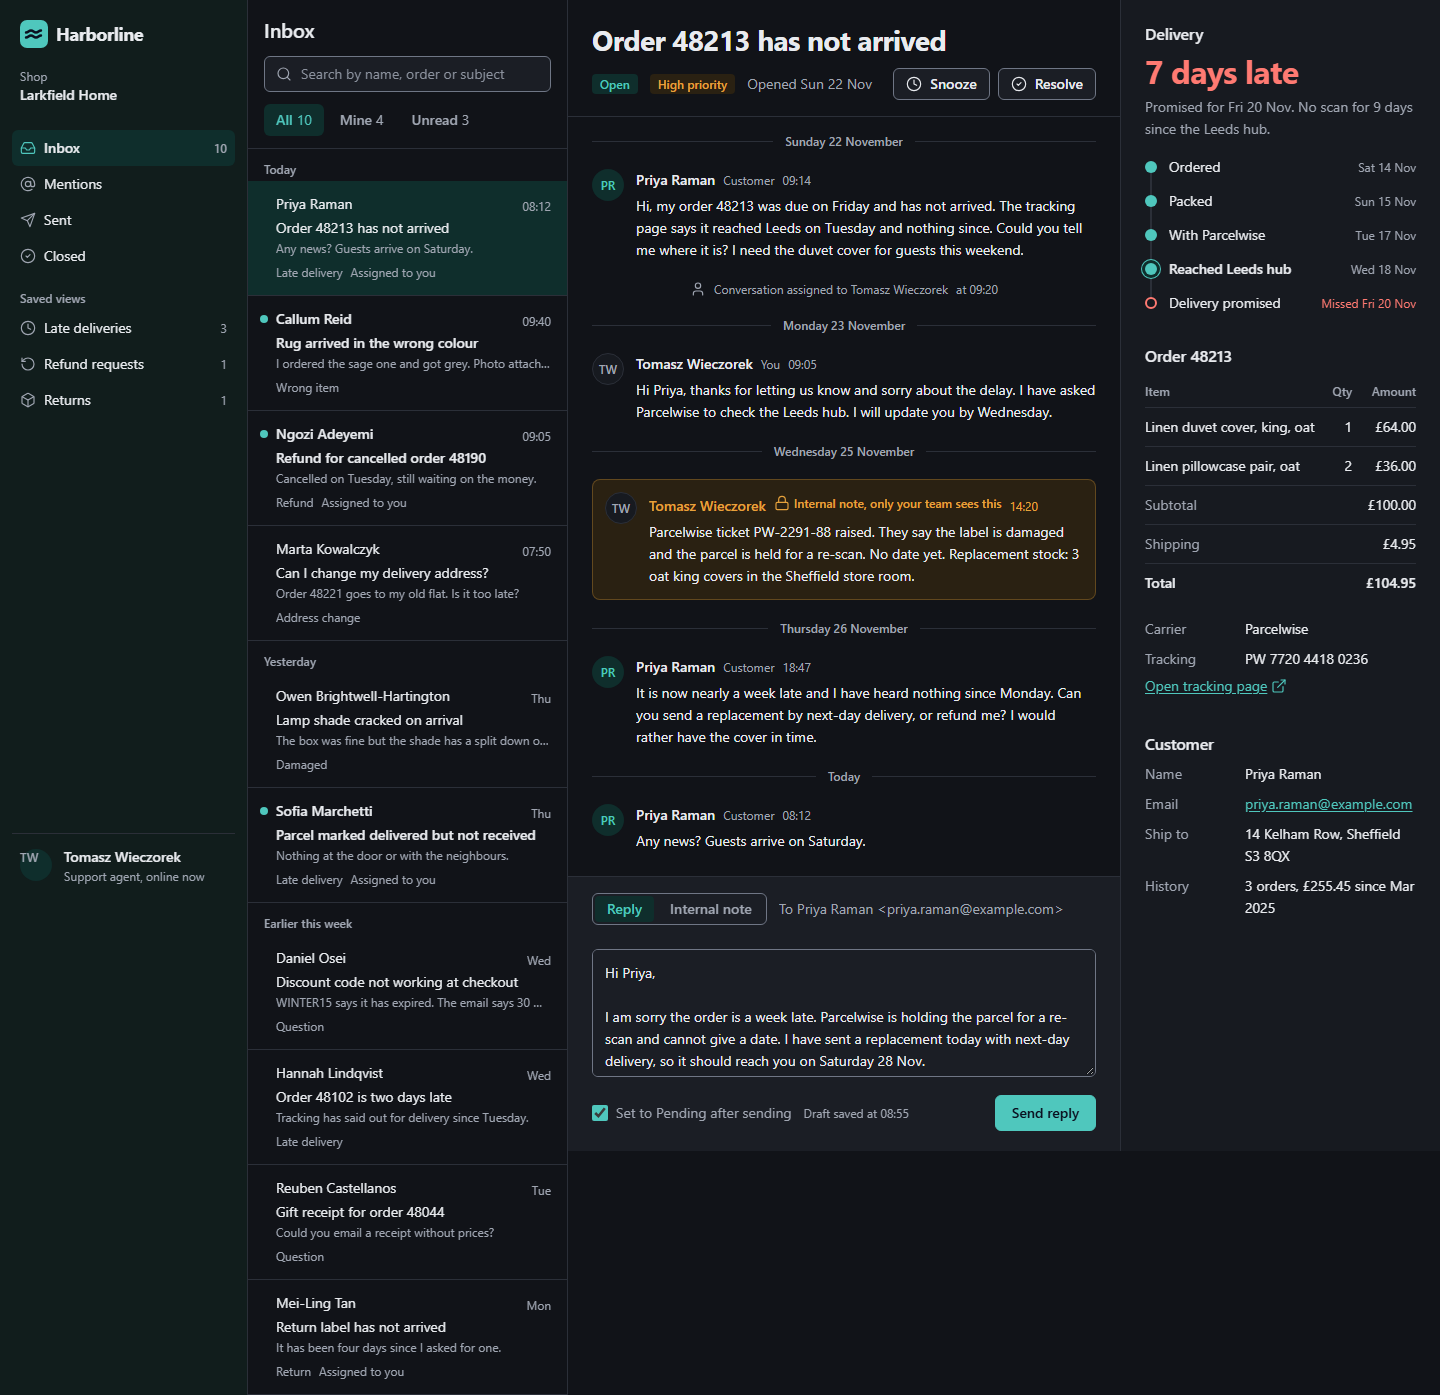 Harborline
Shop
Larkfield Home
Inbox 10
Mentions
Sent
Closed
Saved views
Late deliveries 3
Refund requests 1
Returns 1
TW
Tomasz Wieczorek
Support agent, online now
Inbox
Search by name, order or subject
All 10 Mine 4 Unread 3
Today
Priya Raman 08:12
Order 48213 has not arrived
Any news? Guests arrive on Saturday.
Late delivery Assigned to you
Callum Reid 09:40
Rug arrived in the wrong colour
I ordered the sage one and got grey. Photo attach...
Wrong item
Ngozi Adeyemi 09:05
Refund for cancelled order 48190
Cancelled on Tuesday, still waiting on the money.
Refund Assigned to you
Marta Kowalczyk 07:50
Can I change my delivery address?
Order 48221 goes to my old flat. Is it too late?
Address change
Yesterday
Owen Brightwell-Hartington Thu
Lamp shade cracked on arrival
The box was fine but the shade has a split down o...
Damaged
Sofia Marchetti Thu
Parcel marked delivered but not received
Nothing at the door or with the neighbours.
Late delivery Assigned to you
Earlier this week
Daniel Osei Wed
Discount code not working at checkout
WINTER15 says it has expired. The email says 30 ...
Question
Hannah Lindqvist Wed
Order 48102 is two days late
Tracking has said out for delivery since Tuesday.
Late delivery
Reuben Castellanos Tue
Gift receipt for order 48044
Could you email a receipt without prices?
Question
Mei-Ling Tan Mon
Return label has not arrived
It has been four days since I asked for one.
Return Assigned to you
Order 48213 has not arrived
Open High priority Opened Sun 22 Nov Snooze Resolve
Sunday 22 November
PR Priya Raman Customer 09:14
Hi, my order 48213 was due on Friday and has not arrived. The tracking
page says it reached Leeds on Tuesday and nothing since. Could you tell
me where it is? I need the duvet cover for guests this weekend.
Conversation assigned to Tomasz Wieczorek at 09:20
Monday 23 November
TW Tomasz Wieczorek You 09:05
Hi Priya, thanks for letting us know and sorry about the delay. I have asked
Parcelwise to check the Leeds hub. I will update you by Wednesday.
Wednesday 25 November
TW Tomasz Wieczorek Internal note, only your team sees this 14:20
Parcelwise ticket PW-2291-88 raised. They say the label is damaged
and the parcel is held for a re-scan. No date yet. Replacement stock: 3
oat king covers in the Sheffield store room.
Thursday 26 November
PR Priya Raman Customer 18:47
It is now nearly a week late and I have heard nothing since Monday. Can
you send a replacement by next-day delivery, or refund me? I would
rather have the cover in time.
Today
PR Priya Raman Customer 08:12
Any news? Guests arrive on Saturday.
Reply Internal note To Priya Raman <priya.raman@example.com>
Hi Priya,
I am sorry the order is a week late. Parcelwise is holding the parcel for a re-
scan and cannot give a date. I have sent a replacement today with next-day
delivery, so it should reach you on Saturday 28 Nov.
Set to Pending after sending Draft saved at 08:55 Send reply
Delivery
7 days late
Promised for Fri 20 Nov. No scan for 9 days
since the Leeds hub.
Ordered Sat 14 Nov
Packed Sun 15 Nov
With Parcelwise Tue 17 Nov
Reached Leeds hub Wed 18 Nov
Delivery promised Missed Fri 20 Nov
Order 48213
Item Qty Amount
Linen duvet cover, king, oat 1 £64.00
Linen pillowcase pair, oat 2 £36.00
Subtotal £100.00
Shipping £4.95
Total £104.95
Carrier Parcelwise
Tracking PW 7720 4418 0236
Open tracking page
Customer
Name Priya Raman
Email priya.raman@example.com
Ship to 14 Kelham Row, Sheffield
S3 8QX
History 3 orders, £255.45 since Mar
2025